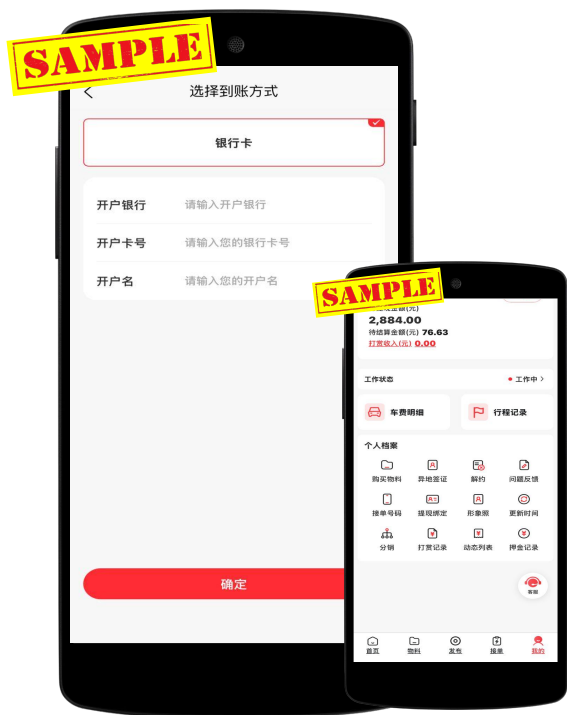 SAMPLE
选择到账方式
银行卡
开户银行 请输入开户银行
开户卡号 请输入您的银行卡号
开户名 请输入您的开户名
确定
SAMPLE
金额(元)
2,884.00
待结算金额(元) 76.63
打赏收入(元) 0.00
工作状态 工作中
车费明细 行程记录
个人档案
购买物料 异地签证 解约 问题反馈
接单号码 提现绑定 形象照 更新时间
分销 打赏记录 动态列表 押金记录
客服
首页 物料 发布 接单 我的